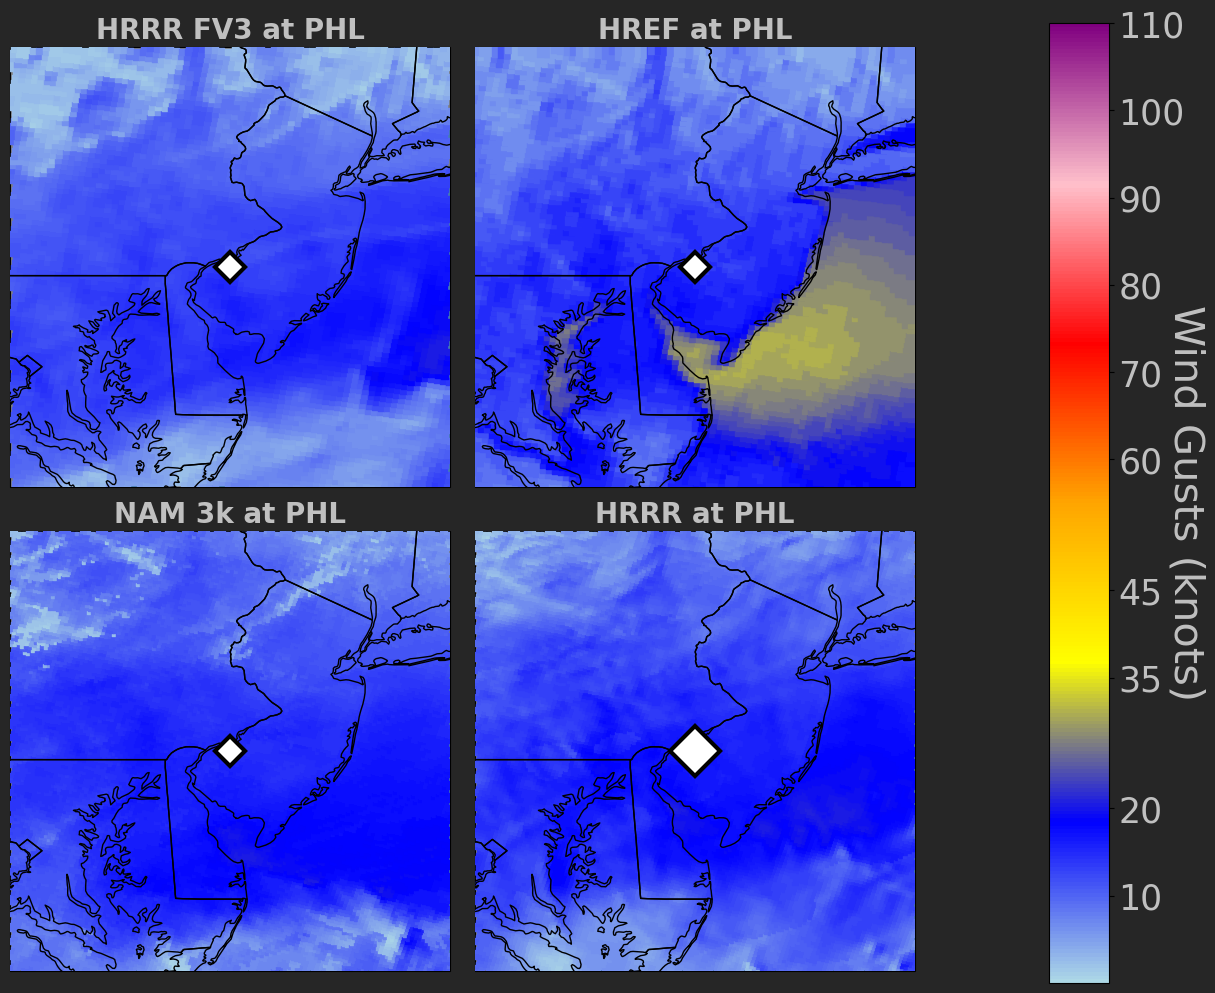 HRRR FV3 at PHL
HREF at PHL
NAM 3k at PHL
HRRR at PHL
110
100
90
80
70
60
45
35
20
10
Wind Gusts (knots)